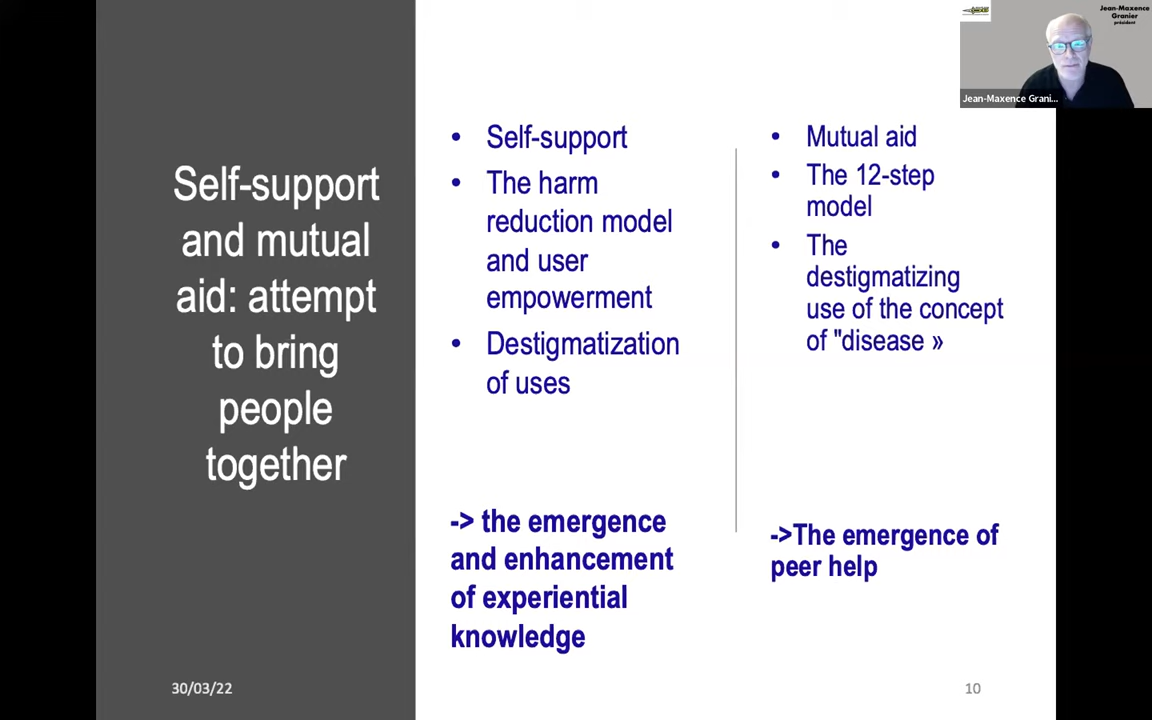 Jean-Maxence
Granier
président
Jean-Maxence Grani...
Self-support
and mutual
aid: attempt
to bring
people
together
• Self-support
• The harm
reduction model
and user
empowerment
• Destigmatization
of uses
-> the emergence
and enhancement
of experiential
knowledge
• Mutual aid
• The 12-step
model
• The
destigmatizing
use of the concept
of "disease »
->The emergence of
peer help
30/03/22
10